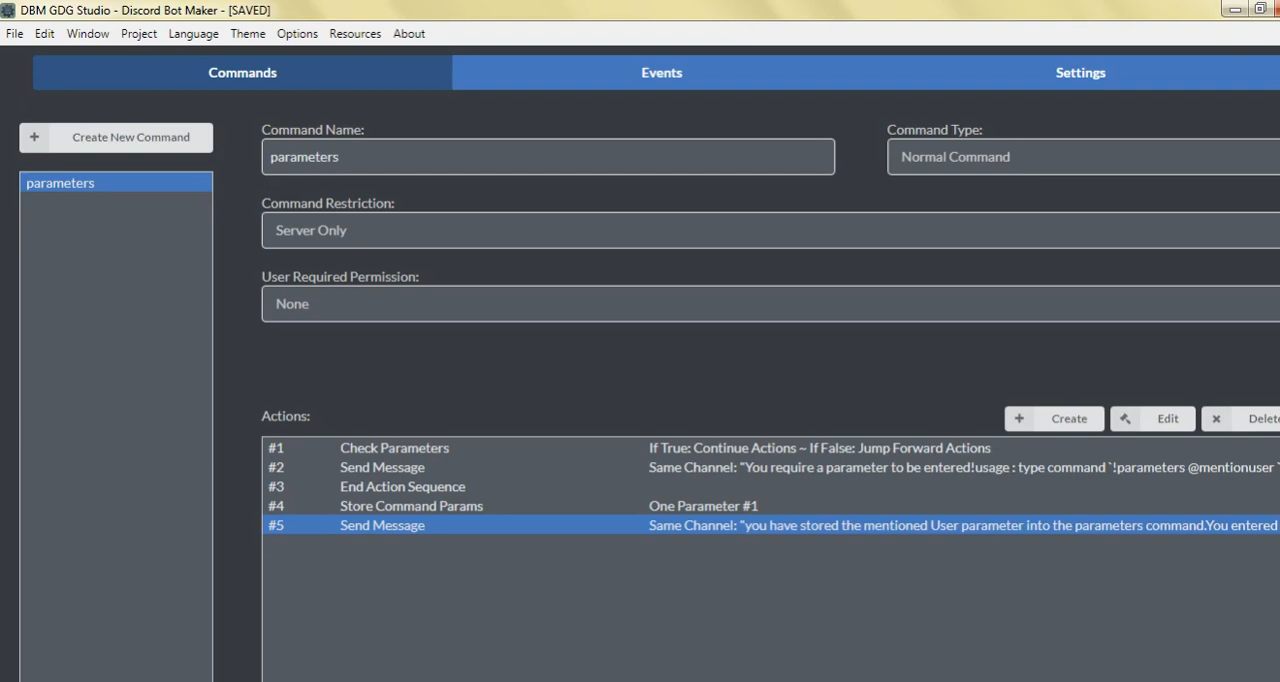 DBM GDG Studio - Discord Bot Maker - [SAVED]
File Edit Window Project Language Theme Options Resources About
Commands Events Settings
+ Create New Command
parameters
Command Name:
parameters
Command Type:
Normal Command
Command Restriction:
Server Only
User Required Permission:
None
Actions:
+ Create Edit × Delete
#1 Check Parameters If True: Continue Actions ~ If False: Jump Forward Actions
#2 Send Message Same Channel: "You require a parameter to be entered!usage : type command `!parameters @mentionuser `
#3 End Action Sequence
#4 Store Command Params One Parameter #1
#5 Send Message Same Channel: "you have stored the mentioned User parameter into the parameters command.You entered